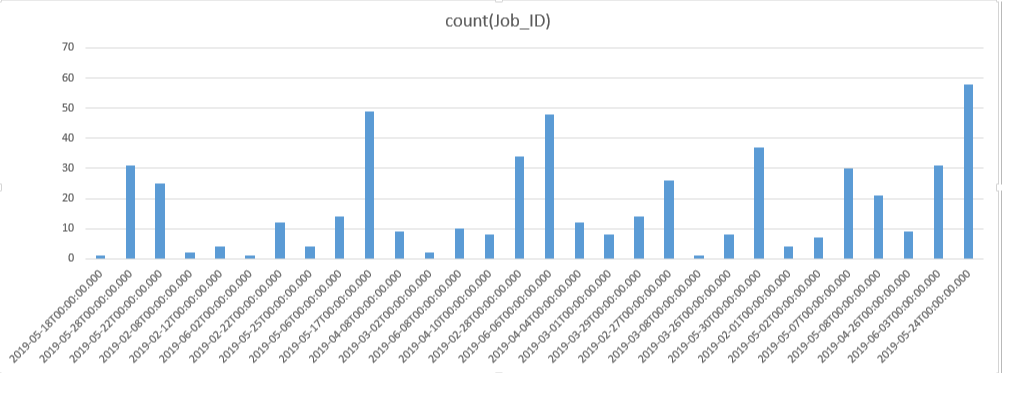 count(Job_ID)
70
60
50
40
30
20
10
0
2019-05-18T00:00:00.000
2019-05-28T00:00:00.000
2019-05-22T00:00:00.000
2019-02-08T00:00:00.000
2019-02-12T00:00:00.000
2019-06-02T00:00:00.000
2019-02-22T00:00:00.000
2019-05-25T00:00:00.000
2019-05-06T00:00:00.000
2019-05-17T00:00:00.000
2019-04-08T00:00:00.000
2019-03-02T00:00:00.000
2019-06-08T00:00:00.000
2019-04-10T00:00:00.000
2019-02-28T00:00:00.000
2019-06-06T00:00:00.000
2019-04-04T00:00:00.000
2019-03-01T00:00:00.000
2019-03-29T00:00:00.000
2019-02-27T00:00:00.000
2019-03-08T00:00:00.000
2019-03-26T00:00:00.000
2019-05-30T00:00:00.000
2019-02-01T00:00:00.000
2019-05-02T00:00:00.000
2019-05-07T00:00:00.000
2019-05-08T00:00:00.000
2019-04-26T00:00:00.000
2019-06-03T00:00:00.000
2019-05-24T00:00:00.000